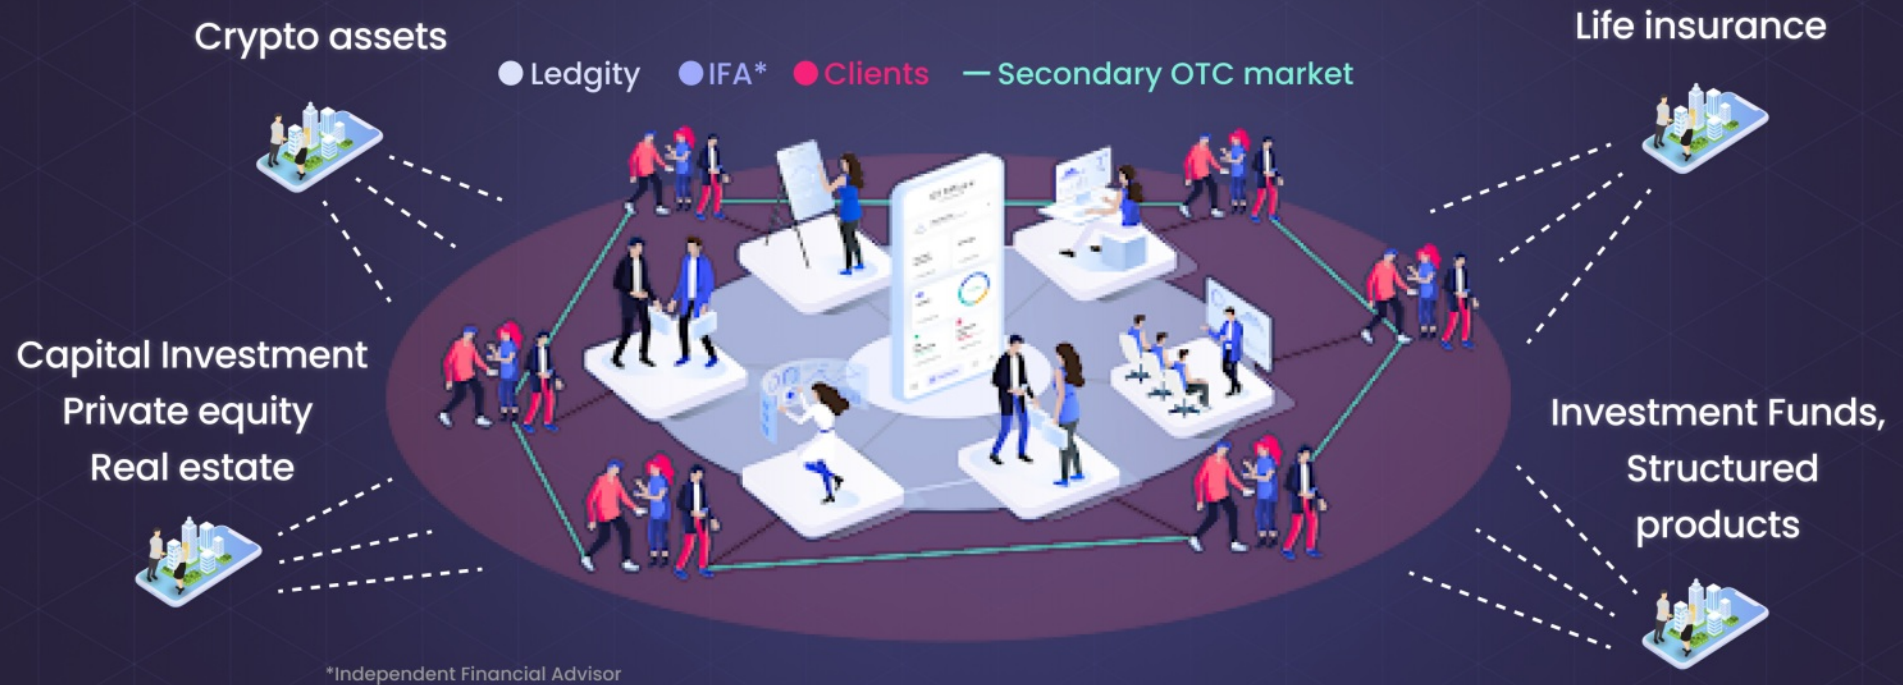 Crypto assets
Life insurance
Ledgity
IFA*
Clients
Secondary OTC market
Capital Investment
Private equity
Real estate
Investment Funds,
Structured
products
*Independent Financial Advisor